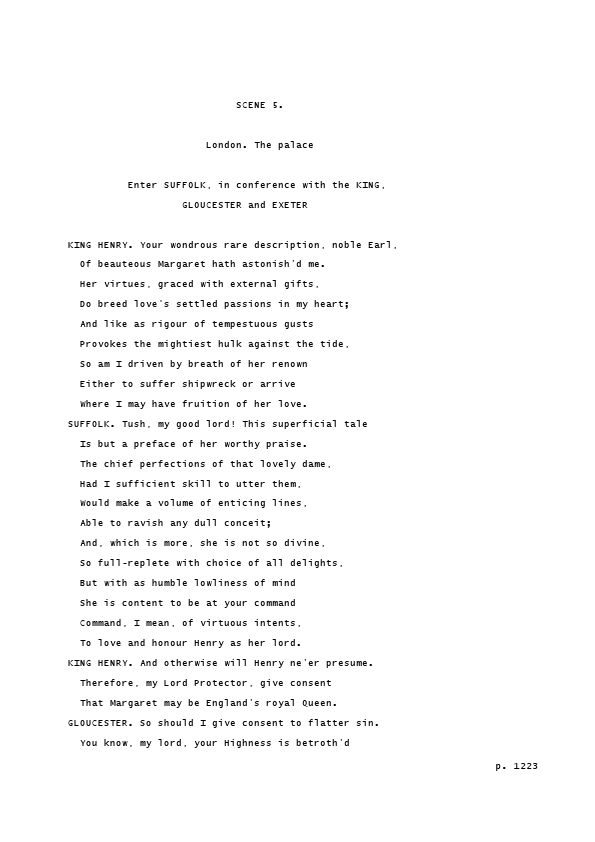 SCENE 5.
London. The palace
Enter SUFFOLK, in conference with the KING,
GLOUCESTER and EXETER
KING HENRY. Your wondrous rare description, noble Earl,
Of beauteous Margaret hath astonish'd me.
Her virtues, graced with external gifts,
Do breed love's settled passions in my heart;
And like as rigour of tempestuous gusts
Provokes the mightiest hulk against the tide,
So am I driven by breath of her renown
Either to suffer shipwreck or arrive
Where I may have fruition of her love.
SUFFOLK. Tush, my good lord! This superficial tale
Is but a preface of her worthy praise.
The chief perfections of that lovely dame,
Had I sufficient skill to utter them,
Would make a volume of enticing lines,
Able to ravish any dull conceit;
And, which is more, she is not so divine,
So full-replete with choice of all delights,
But with as humble lowliness of mind
She is content to be at your command
Command, I mean, of virtuous intents,
To love and honour Henry as her lord.
KING HENRY. And otherwise will Henry ne'er presume.
Therefore, my Lord Protector, give consent
That Margaret may be England's royal Queen.
GLOUCESTER. So should I give consent to flatter sin.
You know, my lord, your Highness is betroth'd
p. 1223